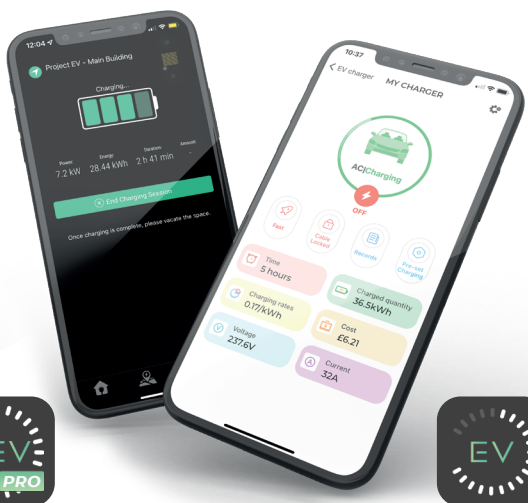 12:04
Project EV - Main Building
Charging...
Power
7.2 kW
Energy
28.44 kWh
Duration
2 h 41 min
Amount
-
End Charging Session
Once charging is complete, please vacate the space.
10:37
EV charger
MY CHARGER
AC|Charging
OFF
Fast
Cable
Locked
Records
Pre-set
Charging
Time
5 hours
Charged quantity
36.5kWh
Charging rates
0.17/kWh
Cost
£6.21
Voltage
237.6V
Current
32A
EV
PRO
EV